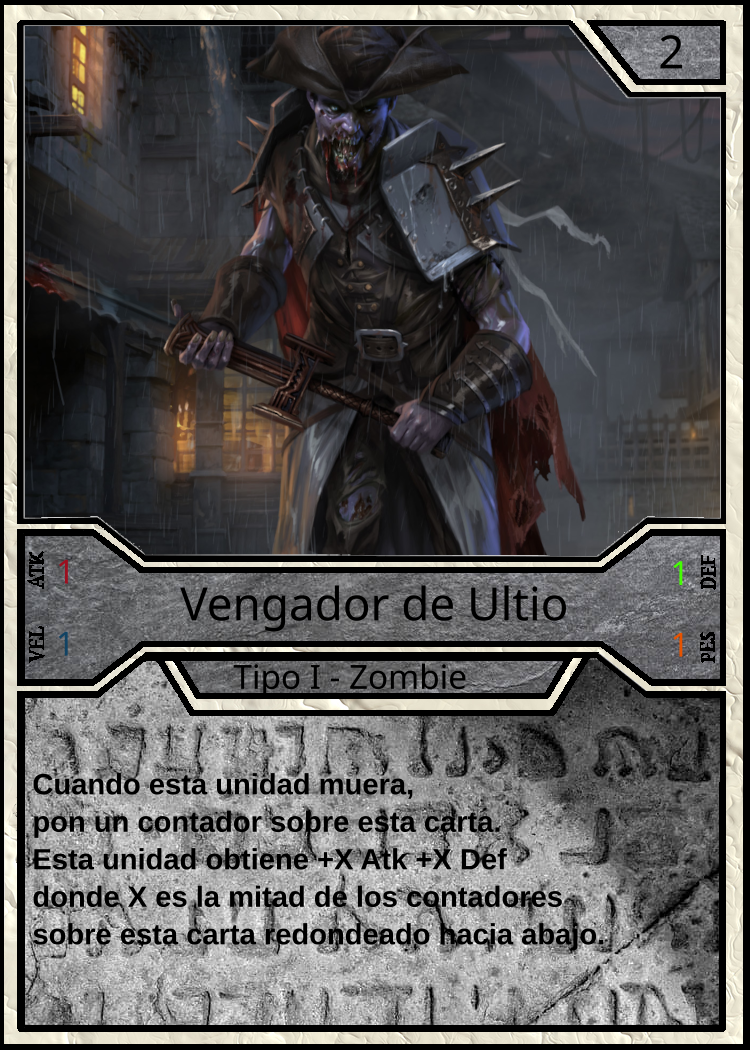 2
ATK 1
1 DEF
Vengador de Ultio
VEL 1
1 PES
Tipo I - Zombie
Cuando esta unidad muera,
pon un contador sobre esta carta.
Esta unidad obtiene +X Atk +X Def
donde X es la mitad de los contadores
sobre esta carta redondeado hacia abajo.